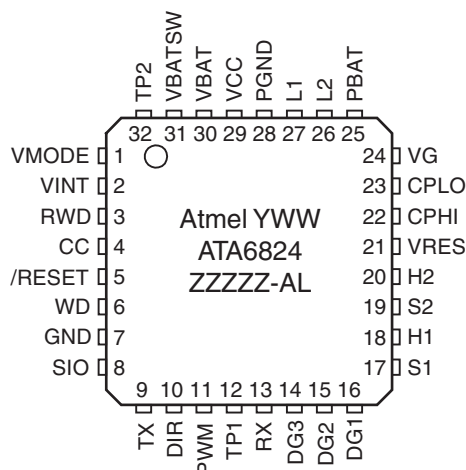 TP2
VBATSW
VBAT
VCC
PGND
L1
L2
PBAT
32 31 30 29 28 27 26 25
VMODE 1
VINT 2
RWD 3
CC 4
/RESET 5
WD 6
GND 7
SIO 8
Atmel YWW
ATA6824
ZZZZZ-AL
24 VG
23 CPLO
22 CPHI
21 VRES
20 H2
19 S2
18 H1
17 S1
9 10 11 12 13 14 15 16
TX
DIR
PWM
TP1
RX
DG3
DG2
DG1